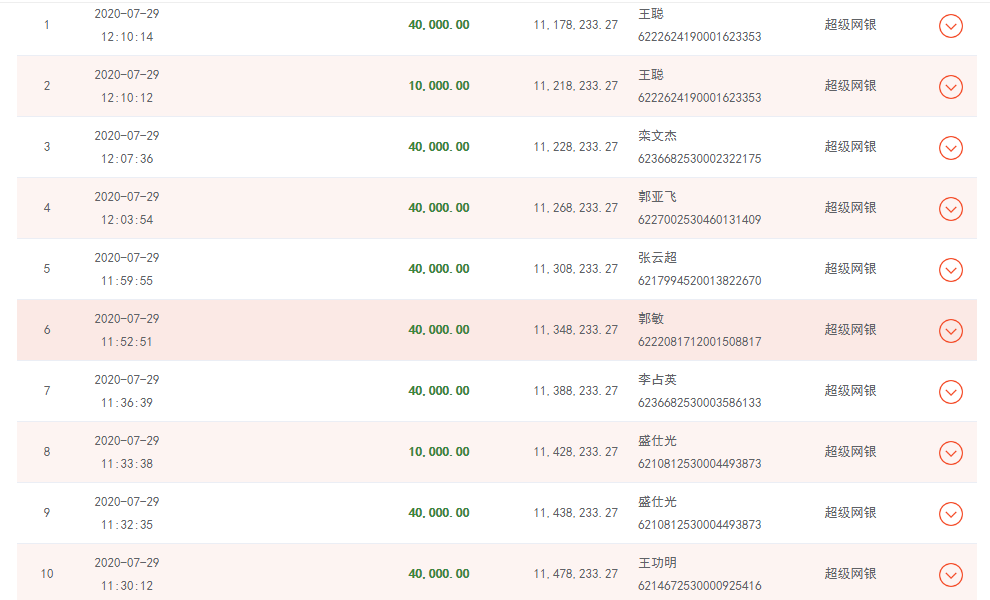 1 2020-07-29 12:10:14 40,000.00 11,178,233.27 王聪 6222624190001623353 超级网银
2 2020-07-29 12:10:12 10,000.00 11,218,233.27 王聪 6222624190001623353 超级网银
3 2020-07-29 12:07:36 40,000.00 11,228,233.27 栾文杰 6236682530002322175 超级网银
4 2020-07-29 12:03:54 40,000.00 11,268,233.27 郭亚飞 6227002530460131409 超级网银
5 2020-07-29 11:59:55 40,000.00 11,308,233.27 张云超 6217994520013822670 超级网银
6 2020-07-29 11:52:51 40,000.00 11,348,233.27 郭敏 6222081712001508817 超级网银
7 2020-07-29 11:36:39 40,000.00 11,388,233.27 李占英 6236682530003586133 超级网银
8 2020-07-29 11:33:38 10,000.00 11,428,233.27 盛仕光 6210812530004493873 超级网银
9 2020-07-29 11:32:35 40,000.00 11,438,233.27 盛仕光 6210812530004493873 超级网银
10 2020-07-29 11:30:12 40,000.00 11,478,233.27 王功明 6214672530000925416 超级网银